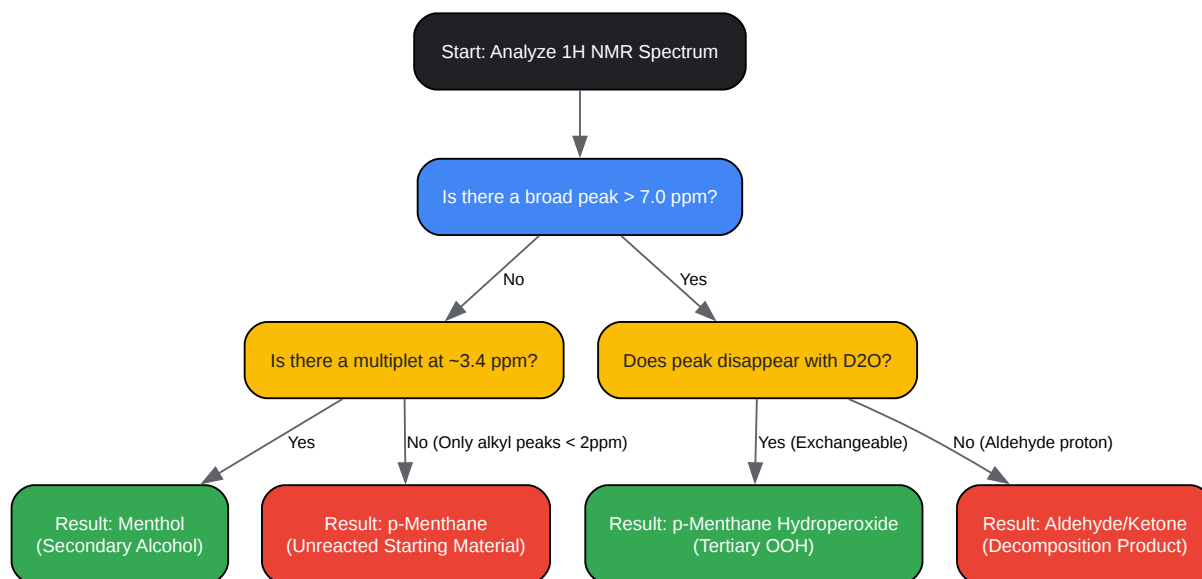 Start: Analyze 1H NMR Spectrum
Is there a broad peak > 7.0 ppm?
No
Yes
Is there a multiplet at ~3.4 ppm?
Does peak disappear with D2O?
Yes
No (Only alkyl peaks < 2ppm)
Yes (Exchangeable)
No (Aldehyde proton)
Result: Menthol
(Secondary Alcohol)
Result: p-Menthane
(Unreacted Starting Material)
Result: p-Menthane Hydroperoxide
(Tertiary OOH)
Result: Aldehyde/Ketone
(Decomposition Product)